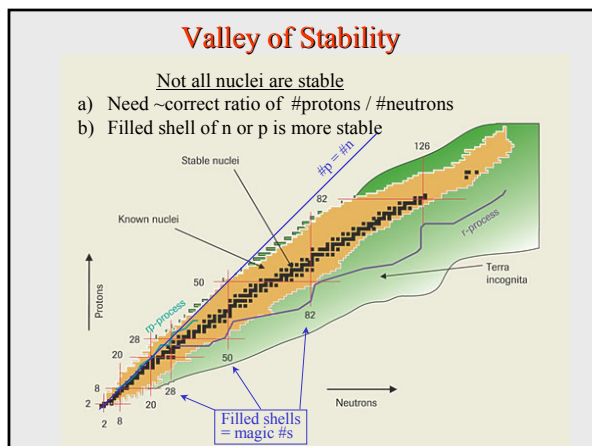 Valley of Stability
Not all nuclei are stable
a) Need ~correct ratio of #protons / #neutrons
b) Filled shell of n or p is more stable
126
#p = #n
Stable nuclei
82
Known nuclei
r-process
50
Terra
incognita
Protons
rp-process
82
28
20
50
8
28
20
Neutrons
2
2 8
Filled shells
= magic #s